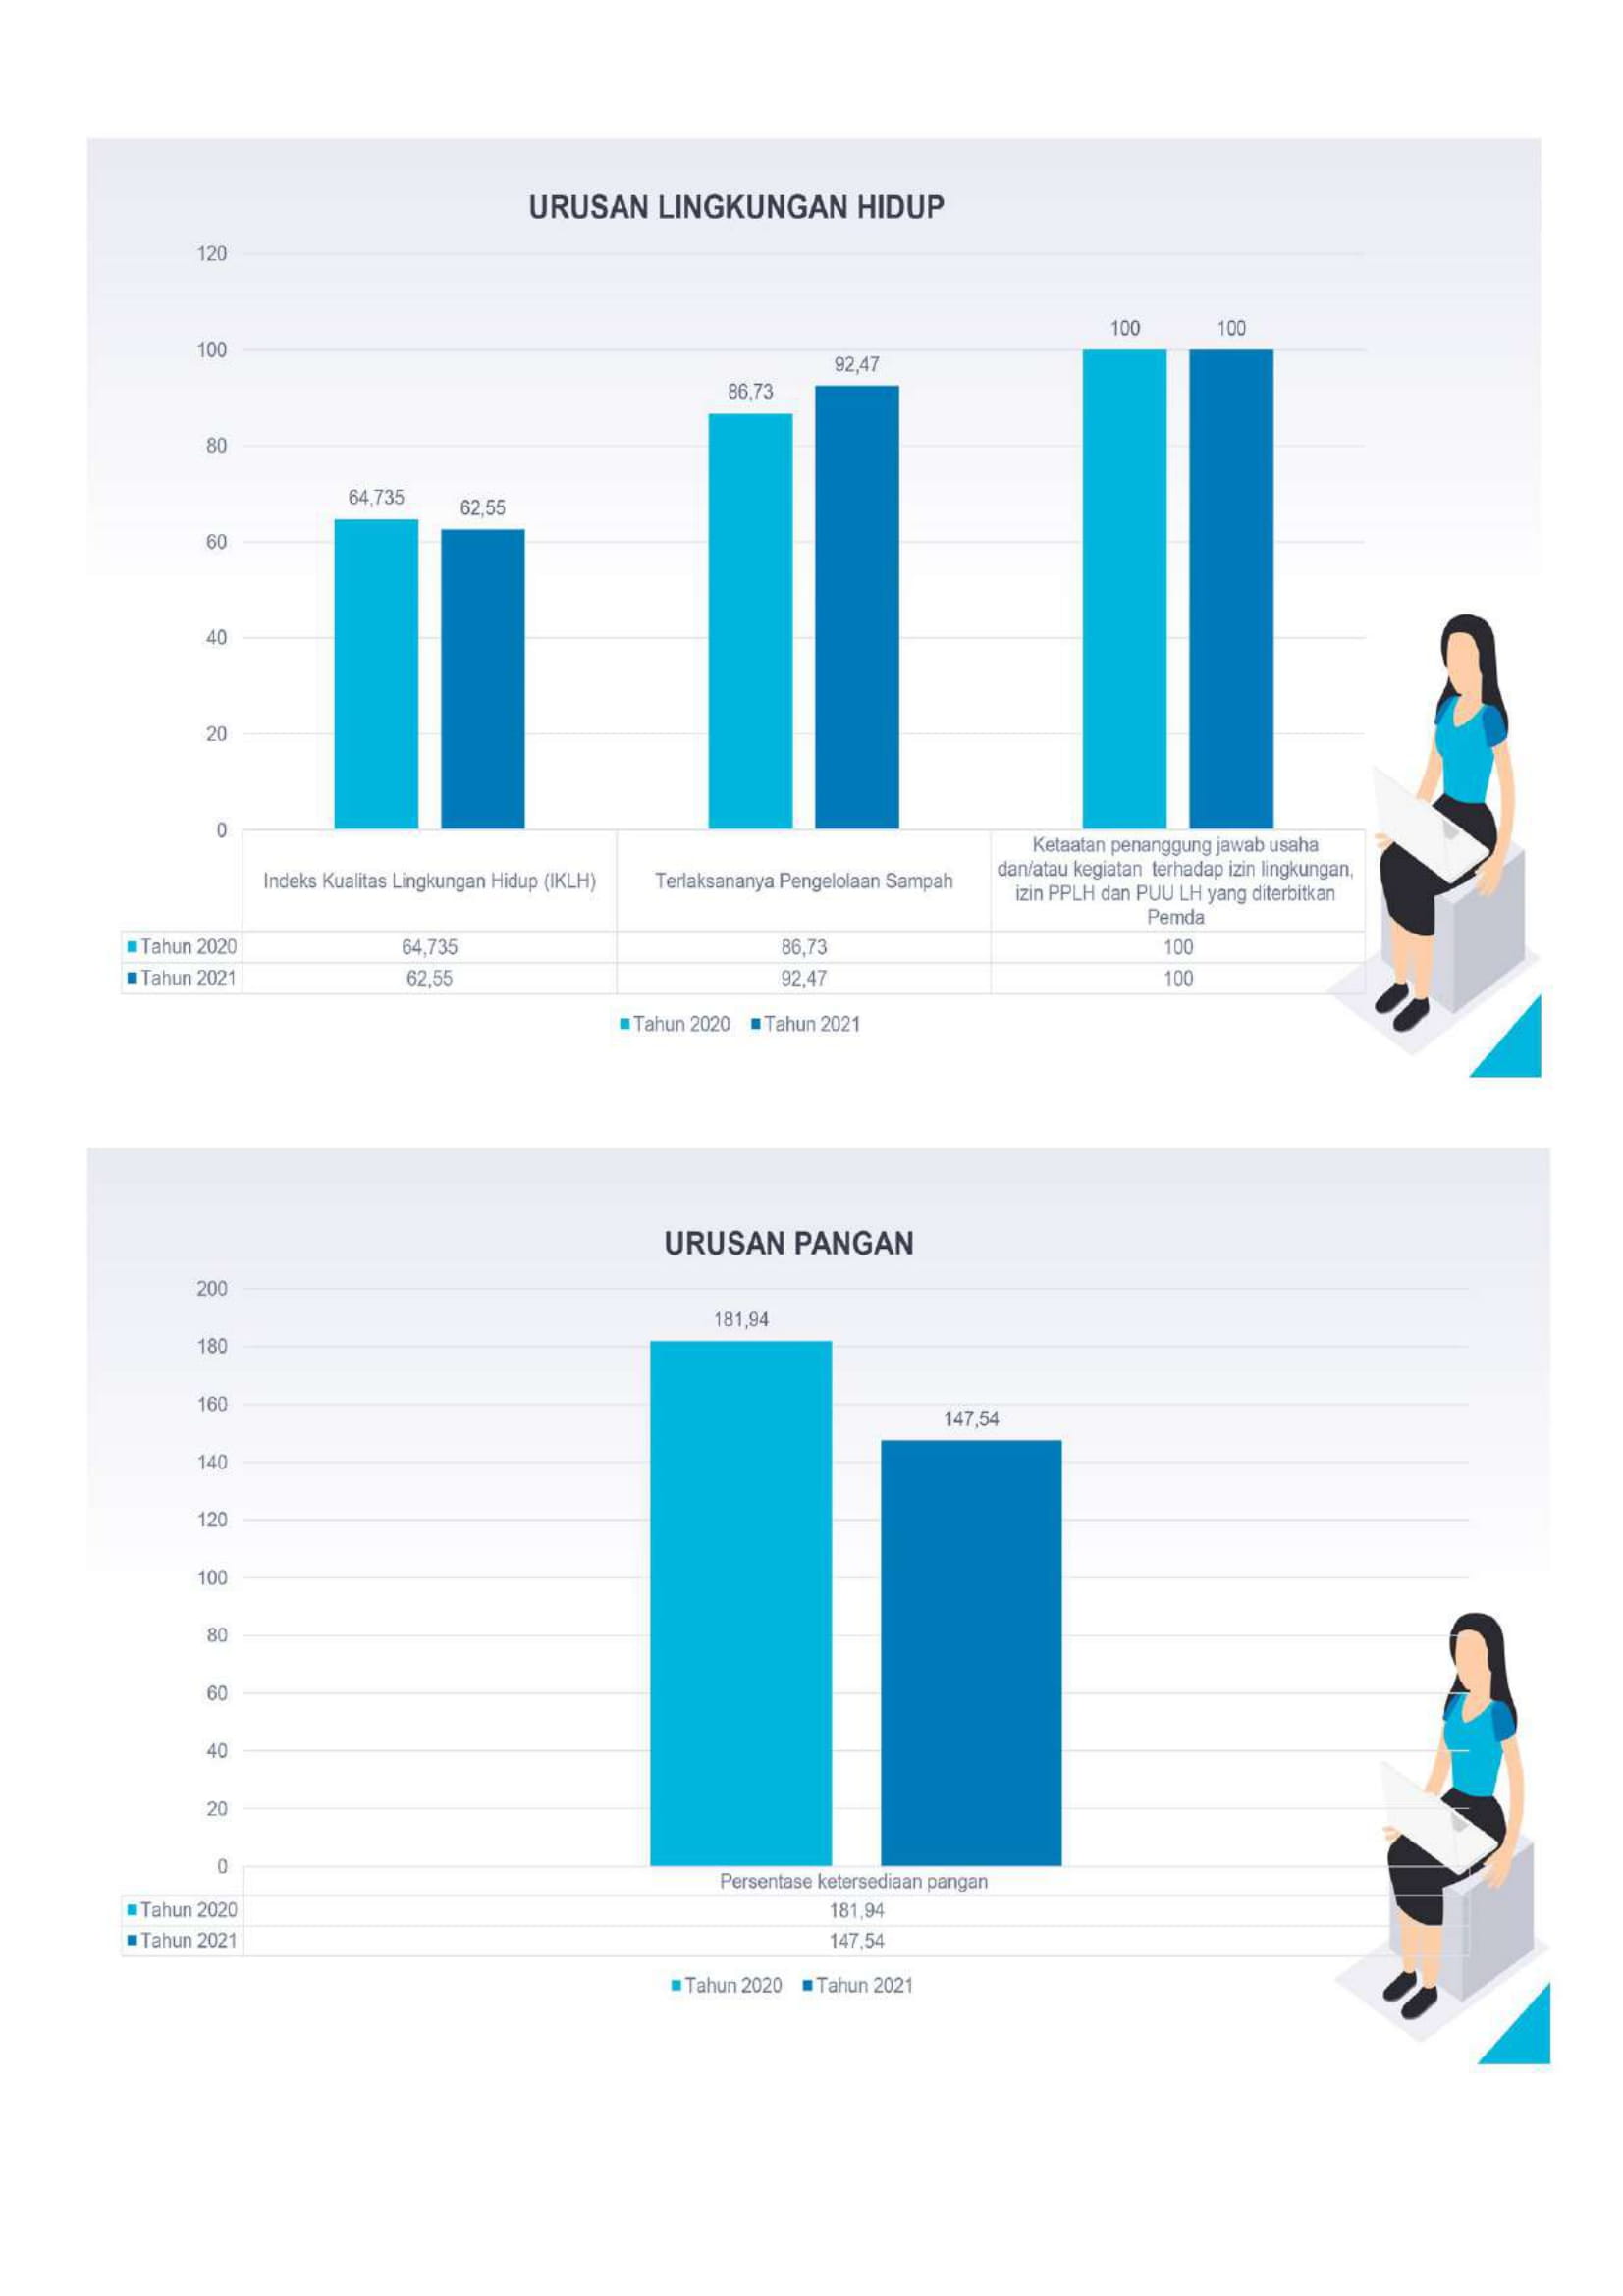 URUSAN LINGKUNGAN HIDUP
120
100
80
60
40
20
0
64,735
62,55
86,73
92,47
100
100
Indeks Kualitas Lingkungan Hidup (IKLH)
Terlaksananya Pengelolaan Sampah
Ketaatan penanggung jawab usaha
dan/atau kegiatan terhadap izin lingkungan,
izin PPLH dan PUU LH yang diterbitkan
Pemda
Tahun 2020 64,735 86,73 100
Tahun 2021 62,55 92,47 100
Tahun 2020 Tahun 2021
URUSAN PANGAN
200
180
160
140
120
100
80
60
40
20
0
181,94
147,54
Persentase ketersediaan pangan
Tahun 2020 181,94
Tahun 2021 147,54
Tahun 2020 Tahun 2021